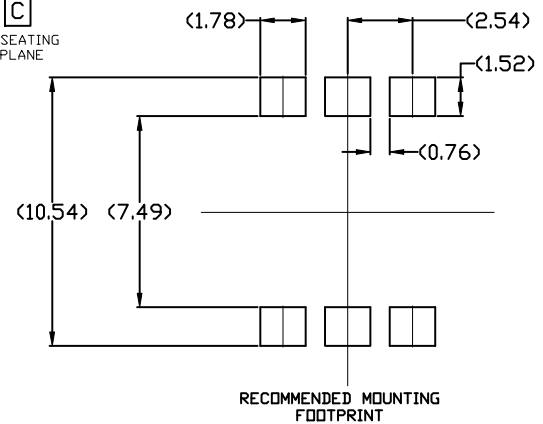 C
SEATING
PLANE
(1.78)
(2.54)
(1.52)
(0.76)
(10.54)
(7.49)
RECOMMENDED MOUNTING
FOOTPRINT